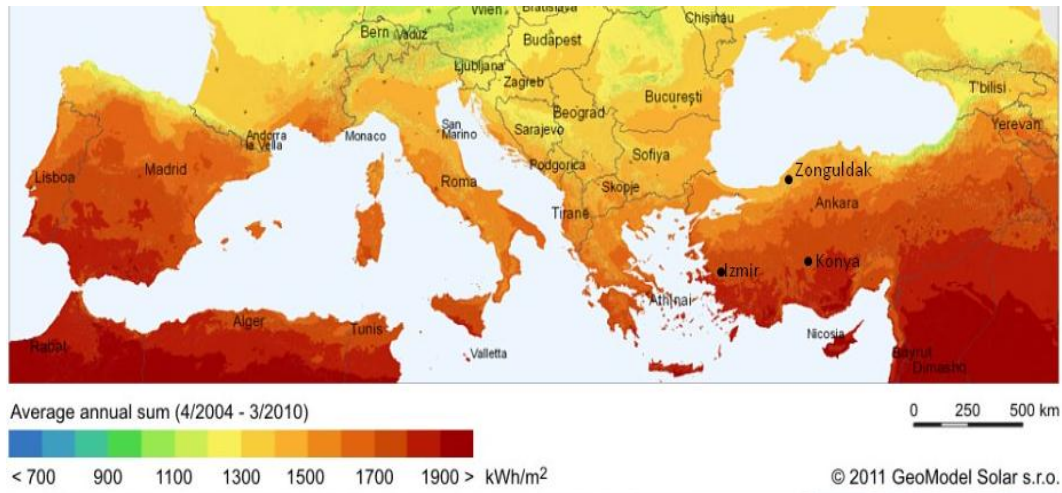 Wien
Bratislava
Chişinău
Bern
Vaduz
Budapest
Ljubljana
Zagreb
T'bilisi
Bucureşti
Beograd
Andorra
la Vella
Monaco
San
Marino
Sarajevo
Yerevan
Sofiya
Podgorica
Madrid
Zonguldak
Lisboa
Roma
Skopje
Ankara
Tirane
Izmir
Konya
Athínai
Alger
Tunis
Nicosia
Rabat
Valletta
Bayrut
Dimashq
Average annual sum (4/2004 - 3/2010)
0 250 500 km
< 700 900 1100 1300 1500 1700 1900 > kWh/m²
© 2011 GeoModel Solar s.r.o.